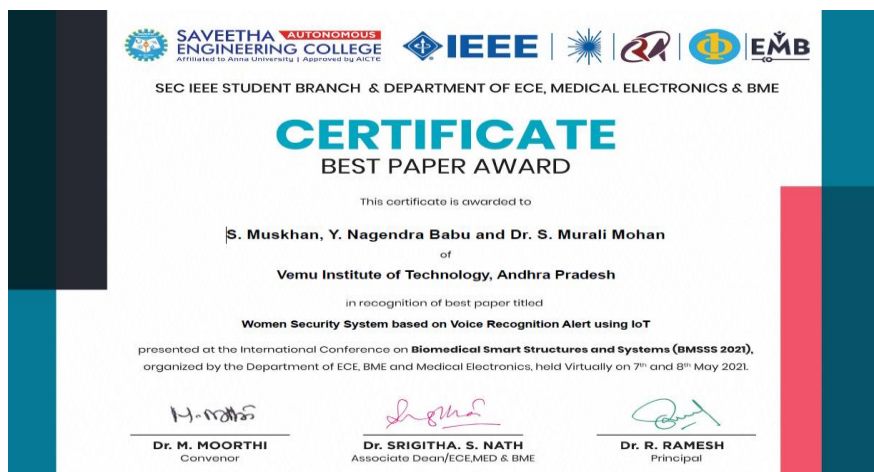 SAVEETHA AUTONOMOUS
ENGINEERING COLLEGE
Affiliated to Anna University | Approved by AICTE
IEEE
EMB
SEC IEEE STUDENT BRANCH & DEPARTMENT OF ECE, MEDICAL ELECTRONICS & BME
CERTIFICATE
BEST PAPER AWARD
This certificate is awarded to
S. Muskhan, Y. Nagendra Babu and Dr. S. Murali Mohan
of
Vemu Institute of Technology, Andhra Pradesh
in recognition of best paper titled
Women Security System based on Voice Recognition Alert using IoT
presented at the International Conference on Biomedical Smart Structures and Systems (BMSSS 2021),
organized by the Department of ECE, BME and Medical Electronics, held Virtually on 7th and 8th May 2021.
Dr. M. MOORTHI
Convenor
Dr. SRIGITHA. S. NATH
Associate Dean/ECE,MED & BME
Dr. R. RAMESH
Principal